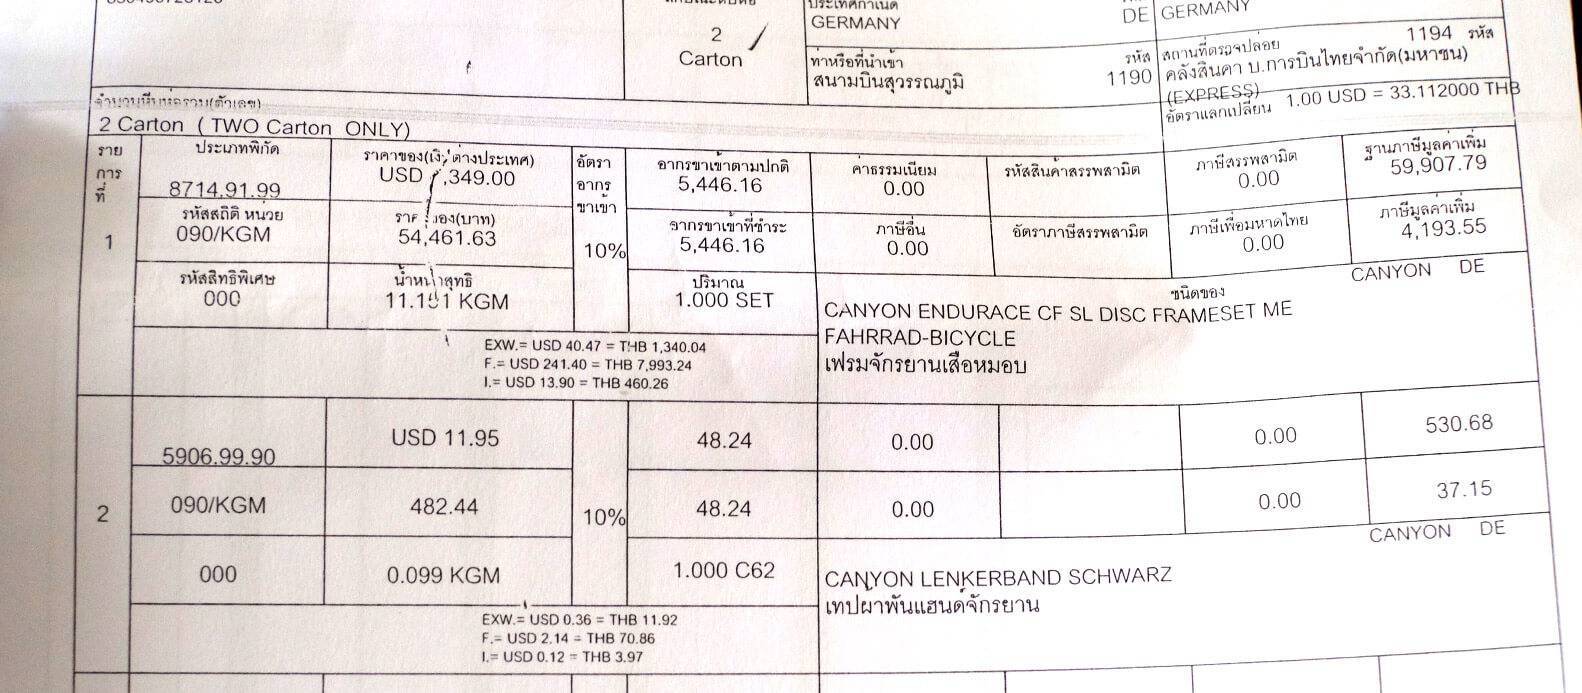 2
Carton
ประเทศกำเนิด
GERMANY
DE
GERMANY
ท่าหรือที่นำเข้า
รหัส
สนามบินสุวรรณภูมิ
1190
สถานที่ตรวจปล่อย
1194 รหัส
คลังสินค้า บ.การบินไทยจำกัด(มหาชน)
(EXPRESS)
อัตราแลกเปลี่ยน 1.00 USD = 33.112000 THB
จำนวนหีบห่อรวม(ตัวเลข)
2 Carton ( TWO Carton ONLY)
ราย
การ
ที่
ประเภทพิกัด
ราคาของ(เงินต่างประเทศ)
อัตรา
อากร
ขาเข้า
อากรขาเข้าตามปกติ
ค่าธรรมเนียม
รหัสสินค้าสรรพสามิต
ภาษีสรรพสามิต
ฐานภาษีมูลค่าเพิ่ม
8714.91.99
USD ,349.00
5,446.16
0.00
0.00
59,907.79
รหัสสถิติ หน่วย
ราคาของ(บาท)
อากรขาเข้าที่ชำระ
ภาษีอื่น
อัตราภาษีสรรพสามิต
ภาษีเพื่อมหาดไทย
ภาษีมูลค่าเพิ่ม
1
090/KGM
54,461.63
10%
5,446.16
0.00
0.00
4,193.55
รหัสสิทธิพิเศษ
น้ำหนักสุทธิ
ปริมาณ
ชนิดของ
CANYON DE
000
11.191 KGM
1.000 SET
CANYON ENDURACE CF SL DISC FRAMESET ME
FAHRRAD-BICYCLE
เฟรมจักรยานเสือหมอบ
EXW.= USD 40.47 = THB 1,340.04
F.= USD 241.40 = THB 7,993.24
I.= USD 13.90 = THB 460.26
5906.99.90
USD 11.95
48.24
0.00
0.00
530.68
2
090/KGM
482.44
10%
48.24
0.00
0.00
37.15
CANYON DE
000
0.099 KGM
1.000 C62
CANYON LENKERBAND SCHWARZ
เทปผ้าพันแฮนด์จักรยาน
EXW.= USD 0.36 = THB 11.92
F.= USD 2.14 = THB 70.86
I.= USD 0.12 = THB 3.97